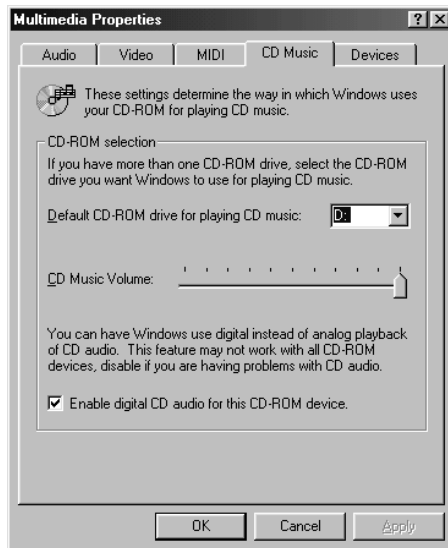 Multimedia Properties
Audio Video MIDI CD Music Devices
These settings determine the way in which Windows uses
your CD-ROM for playing CD music.
CD-ROM selection
If you have more than one CD-ROM drive, select the CD-ROM
drive you want Windows to use for playing CD music.
Default CD-ROM drive for playing CD music: D:
CD Music Volume:
You can have Windows use digital instead of analog playback
of CD audio. This feature may not work with all CD-ROM
devices, disable if you are having problems with CD audio.
Enable digital CD audio for this CD-ROM device.
OK Cancel Apply